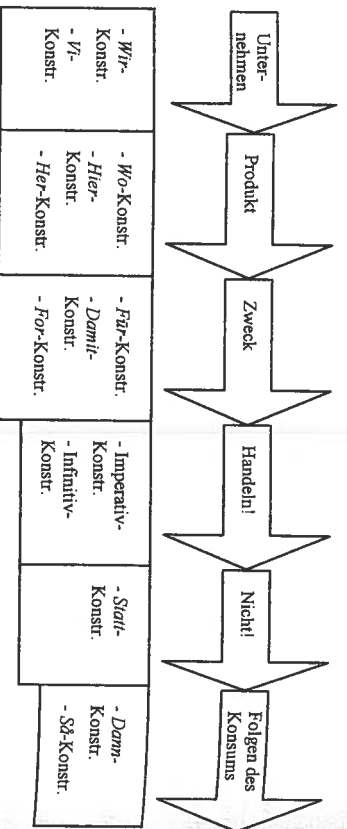 Unter-
nehmen
Produkt
Zweck
Handeln!
Nicht!
Folgen des
Konsums
- Wir-
Konstr.
- Vi-
Konstr.
- Wo-Konstr.
- Hier-
Konstr.
- Her-Konstr.
- Für-Konstr.
- Damit-
Konstr.
- For-Konstr.
- Imperativ-
Konstr.
- Infinitiv-
Konstr.
- Statt-
Konstr.
- Dann-
Konstr.
- Så-Konstr.